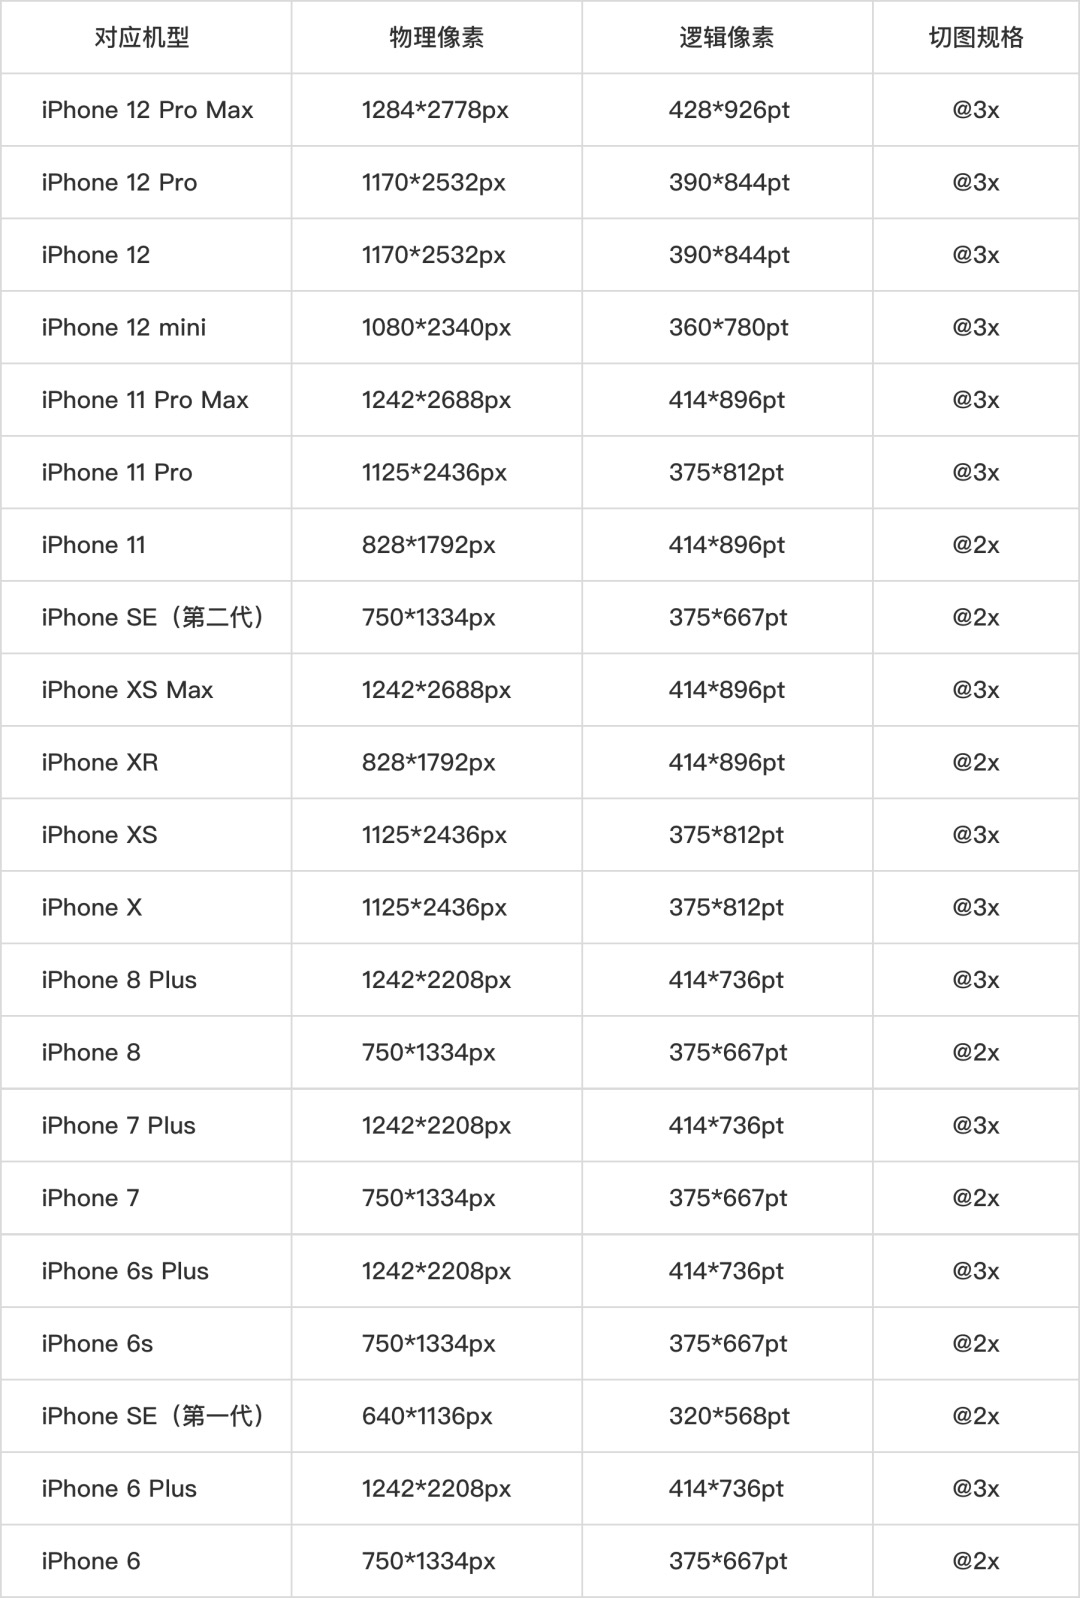 对应机型 物理像素 逻辑像素 切图规格
iPhone 12 Pro Max 1284*2778px 428*926pt @3x
iPhone 12 Pro 1170*2532px 390*844pt @3x
iPhone 12 1170*2532px 390*844pt @3x
iPhone 12 mini 1080*2340px 360*780pt @3x
iPhone 11 Pro Max 1242*2688px 414*896pt @3x
iPhone 11 Pro 1125*2436px 375*812pt @3x
iPhone 11 828*1792px 414*896pt @2x
iPhone SE（第二代） 750*1334px 375*667pt @2x
iPhone XS Max 1242*2688px 414*896pt @3x
iPhone XR 828*1792px 414*896pt @2x
iPhone XS 1125*2436px 375*812pt @3x
iPhone X 1125*2436px 375*812pt @3x
iPhone 8 Plus 1242*2208px 414*736pt @3x
iPhone 8 750*1334px 375*667pt @2x
iPhone 7 Plus 1242*2208px 414*736pt @3x
iPhone 7 750*1334px 375*667pt @2x
iPhone 6s Plus 1242*2208px 414*736pt @3x
iPhone 6s 750*1334px 375*667pt @2x
iPhone SE（第一代） 640*1136px 320*568pt @2x
iPhone 6 Plus 1242*2208px 414*736pt @3x
iPhone 6 750*1334px 375*667pt @2x